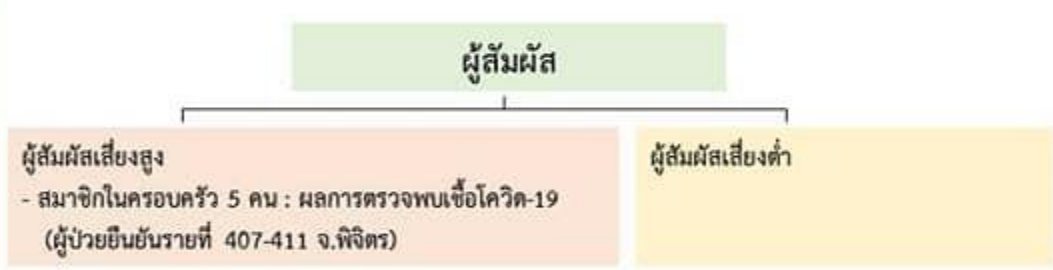 ผู้สัมผัส
ผู้สัมผัสเสี่ยงสูง
- สมาชิกในครอบครัว 5 คน : ผลการตรวจพบเชื้อโควิด-19
(ผู้ป่วยยืนยันรายที่ 407-411 จ.พิจิตร)
ผู้สัมผัสเสี่ยงต่ำ